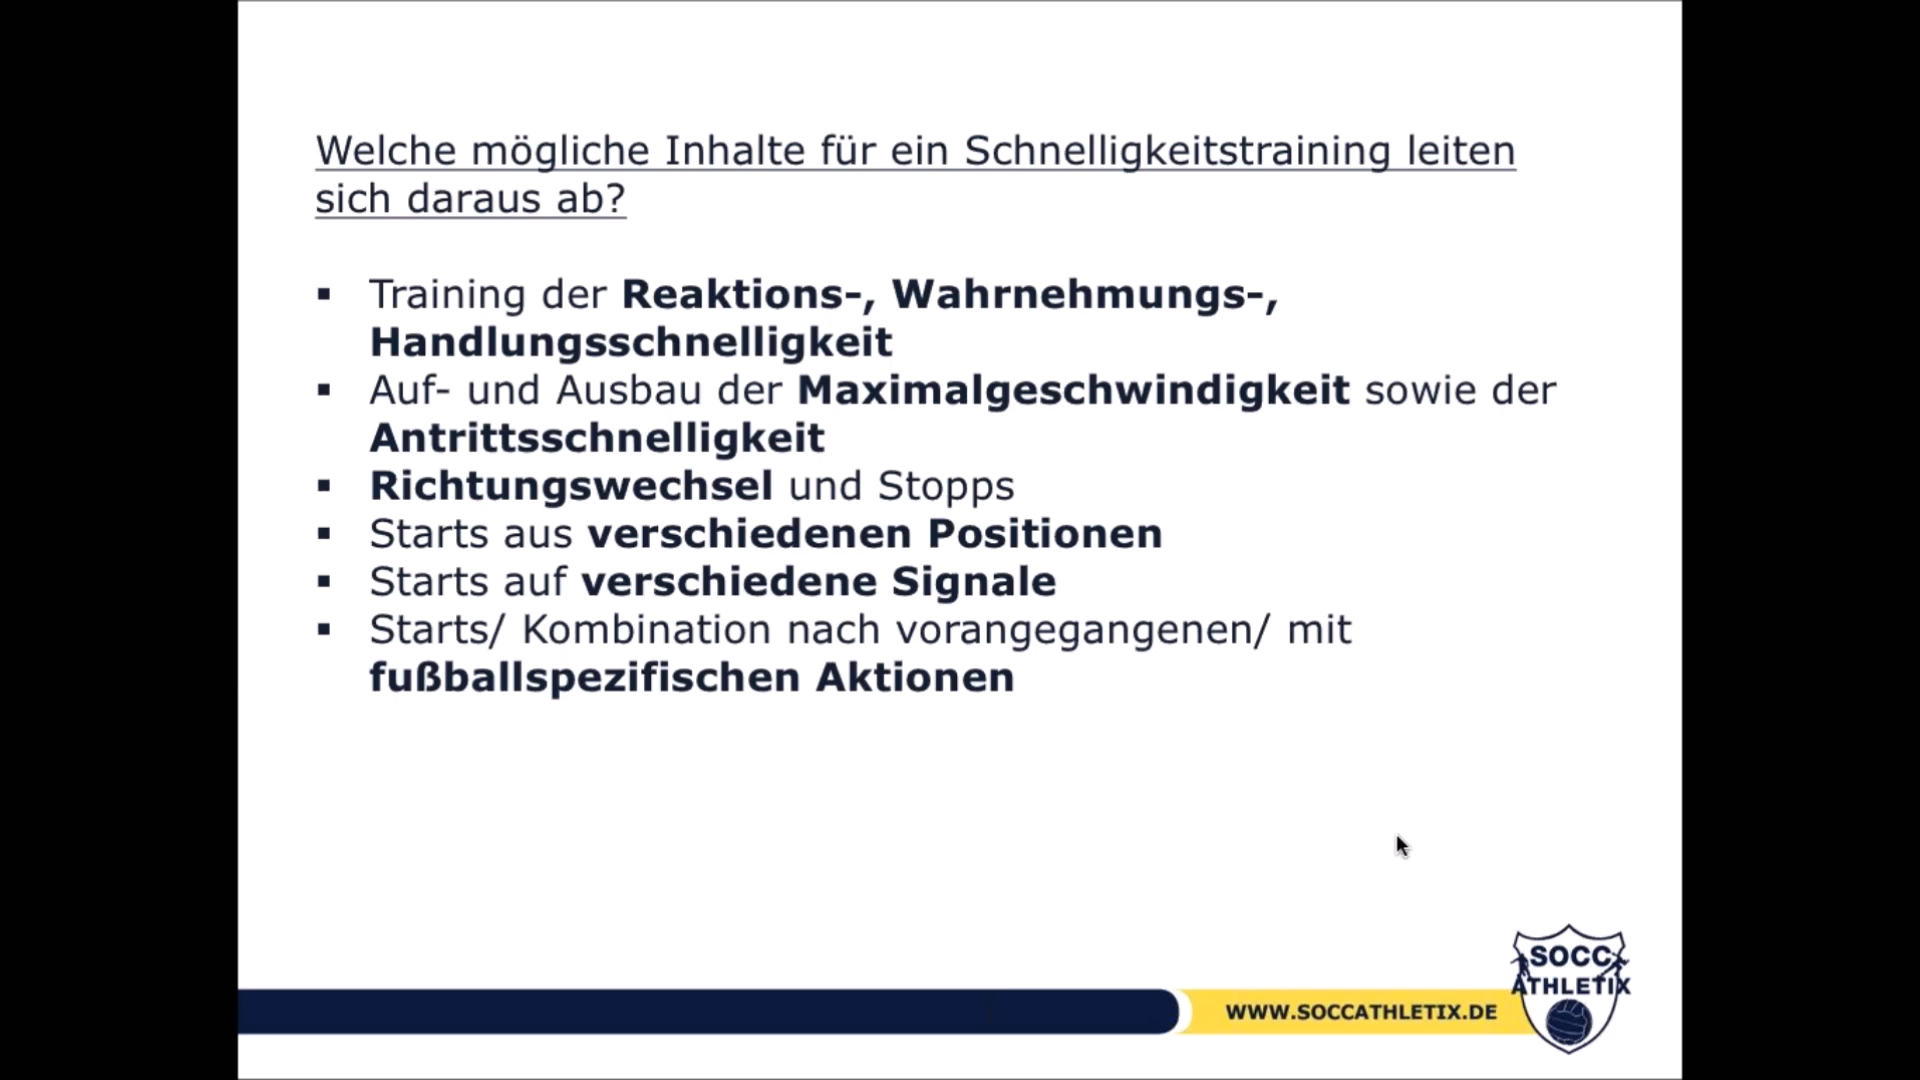 Welche mögliche Inhalte für ein Schnelligkeitstraining leiten
sich daraus ab?
▪ Training der Reaktions-, Wahrnehmungs-,
Handlungsschnelligkeit
▪ Auf- und Ausbau der Maximalgeschwindigkeit sowie der
Antrittsschnelligkeit
▪ Richtungswechsel und Stopps
▪ Starts aus verschiedenen Positionen
▪ Starts auf verschiedene Signale
▪ Starts/ Kombination nach vorangegangenen/ mit
fußballspezifischen Aktionen
WWW.SOCCATHLETIX.DE
SOCC
ATHLETIX